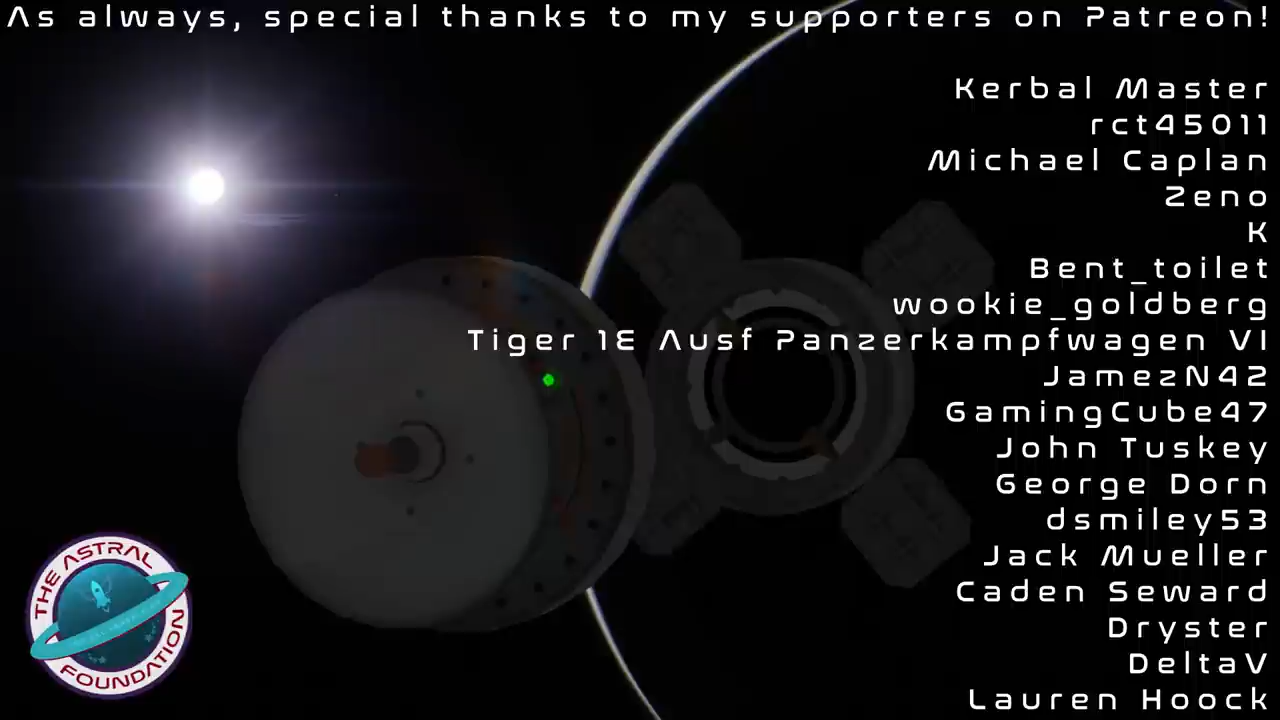 As always, special thanks to my supporters on Patreon!
Kerbal Master
rct45011
Michael Caplan
Zeno
K
Bent_toilet
wookie_goldberg
Tiger 1E Ausf Panzerkampfwagen VI
JamezN42
GamingCube47
John Tuskey
George Dorn
dsmiley53
Jack Mueller
Caden Seward
Dryster
DeltaV
Lauren Hoock
THE ASTRAL
FOUNDATION